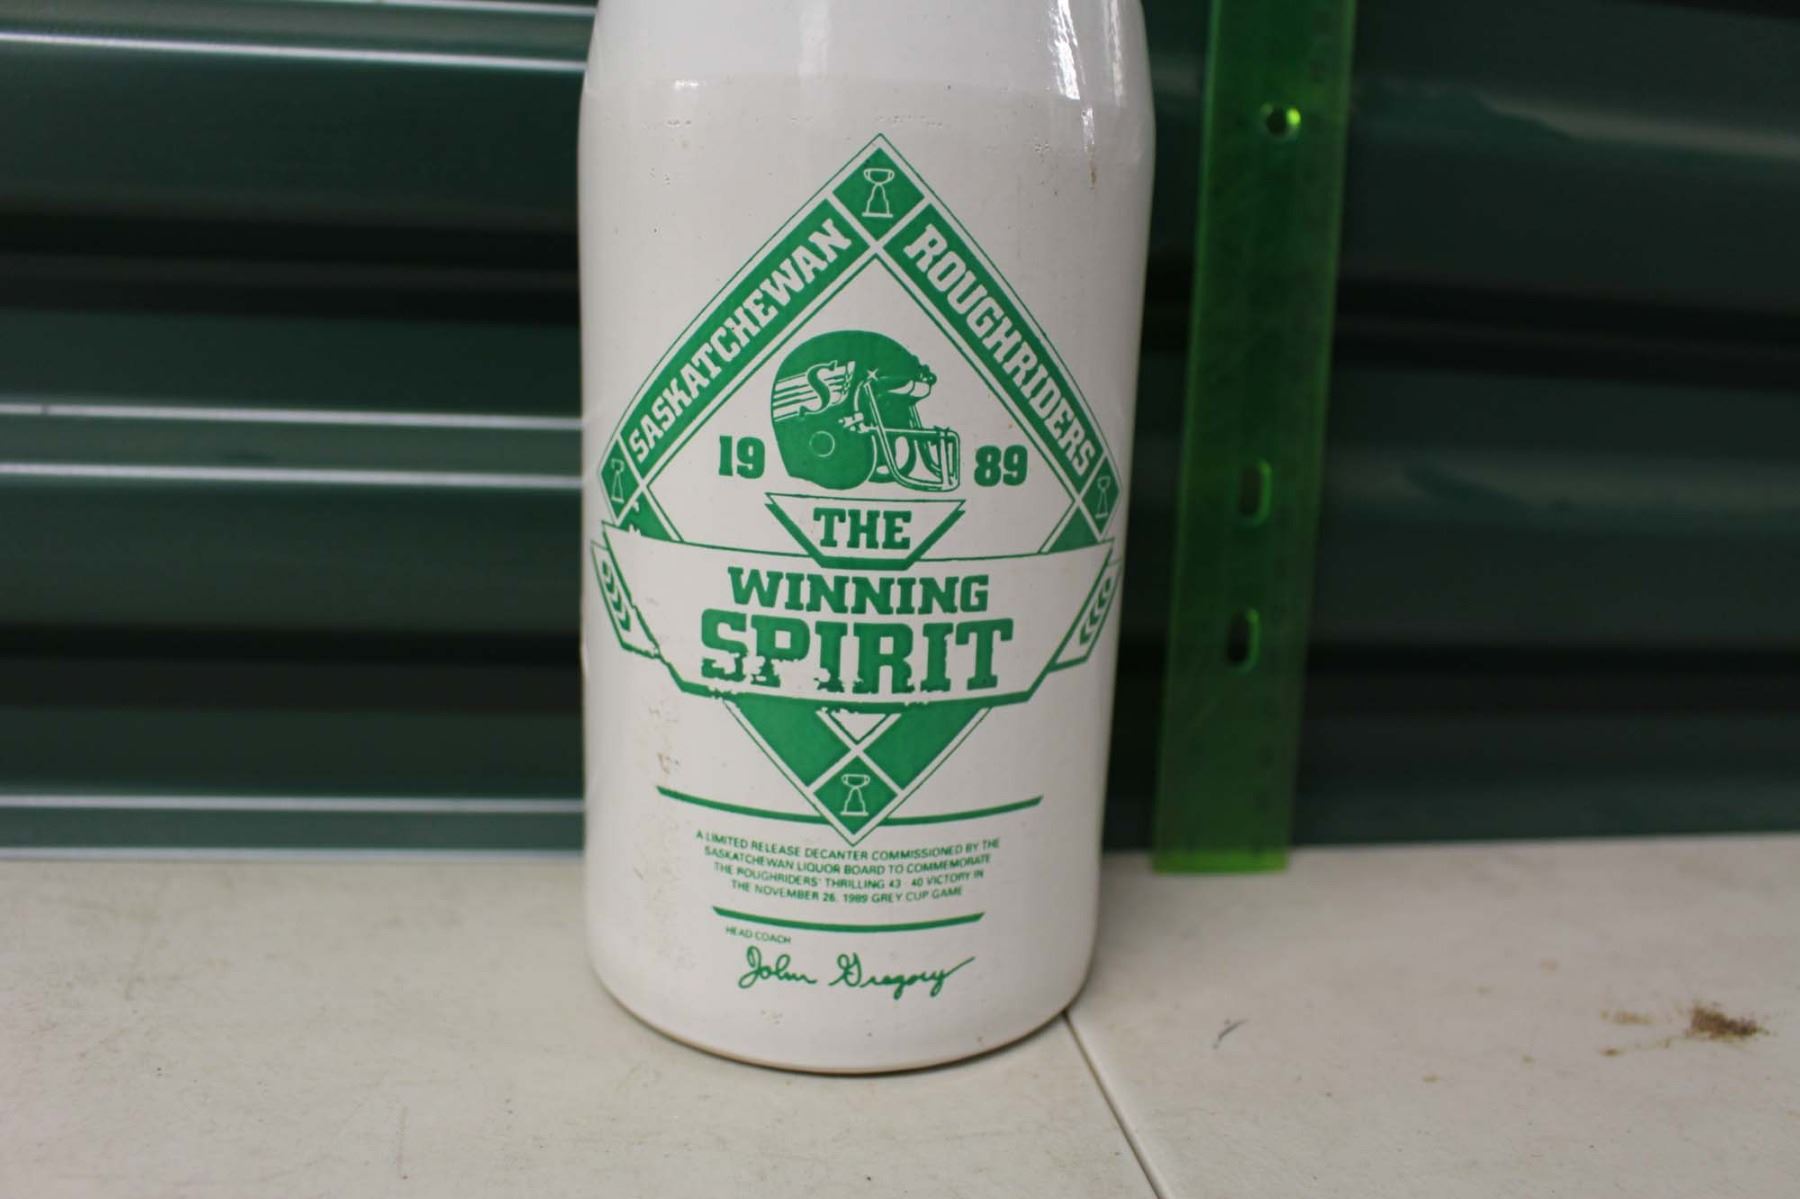 SASKATCHEWAN
ROUGHRIDERS
S
19 89
THE
WINNING
SPIRIT
A LIMITED RELEASE DECANTER COMMISSIONED BY THE
SASKATCHEWAN LIQUOR BOARD TO COMMEMORATE
THE ROUGHRIDERS' THRILLING 43 - 40 VICTORY IN
THE NOVEMBER 26, 1989 GREY CUP GAME
HEAD COACH
John Gregory